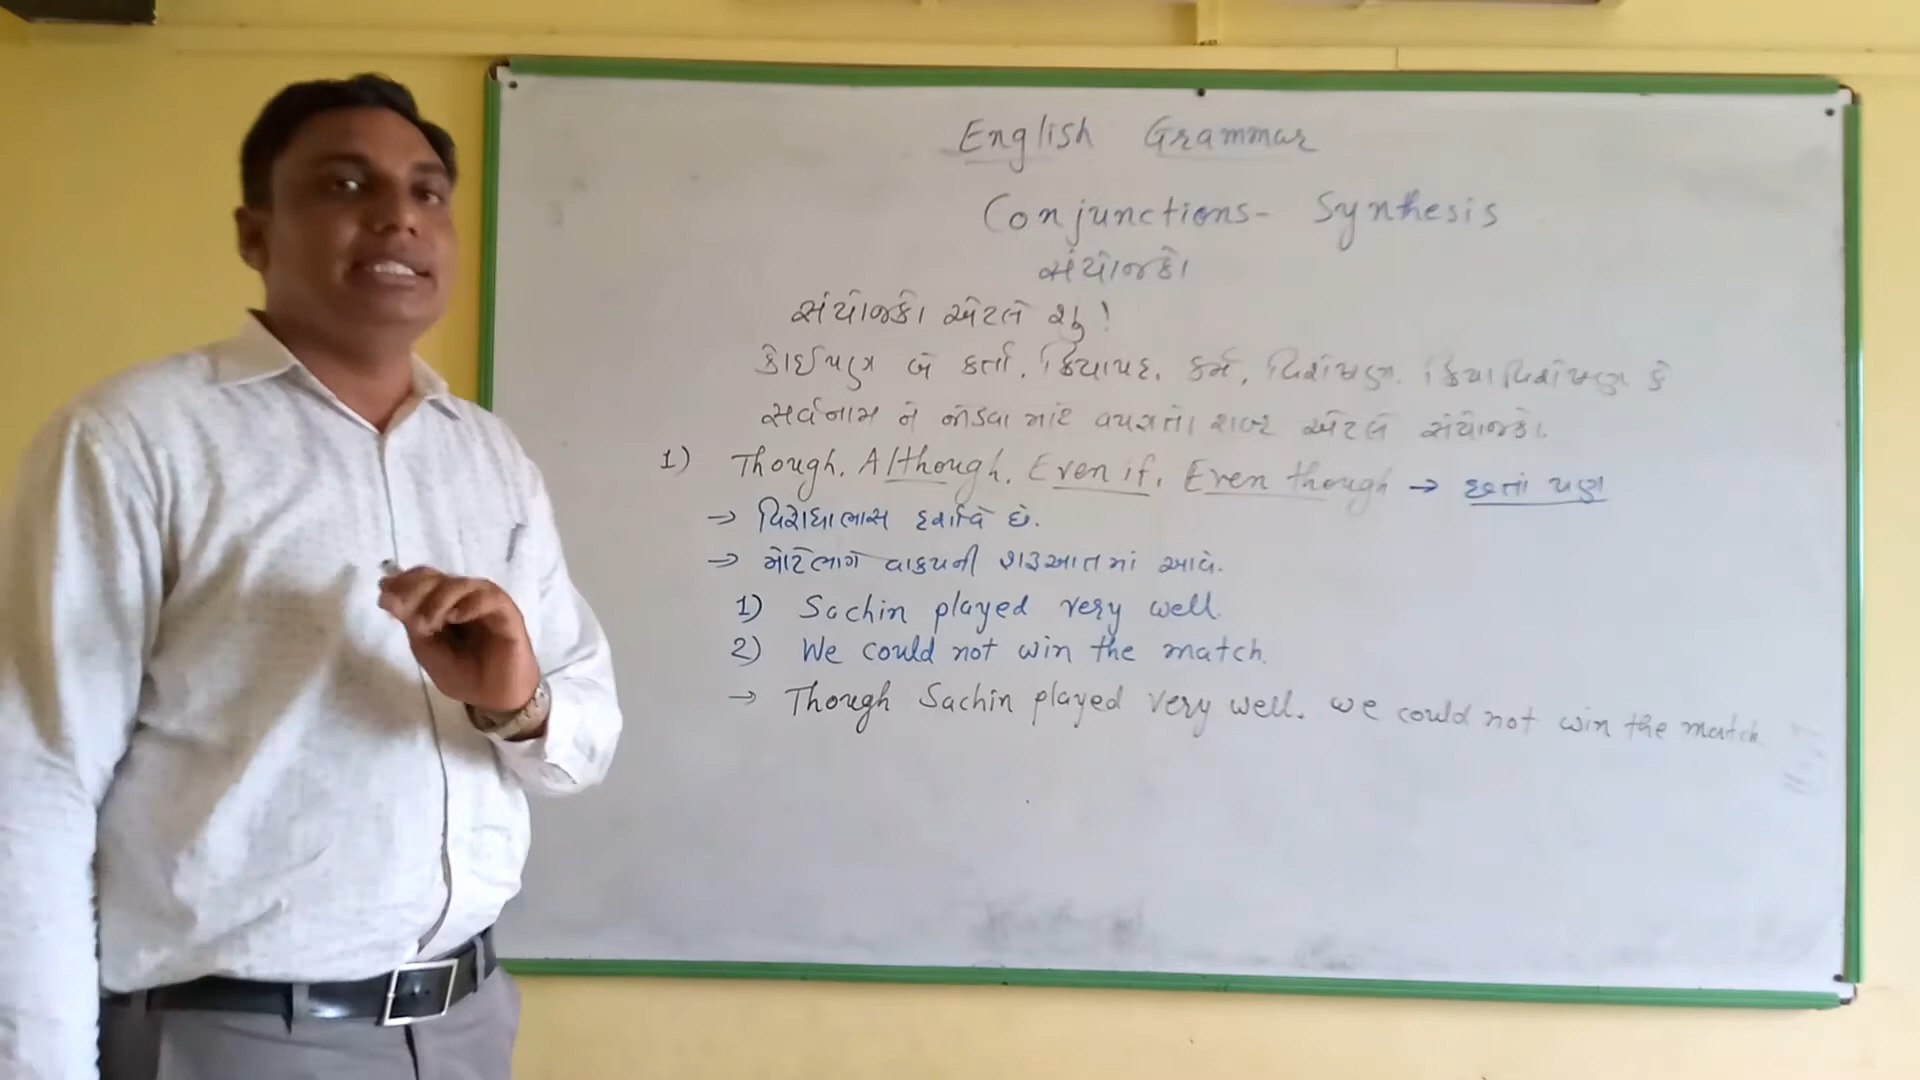 English Grammar
Conjunctions- Synthesis
સંયોજકો
સંયોજકો એટલે શું!
કોઈપણ બે કર્તા, ક્રિયાપદ, કર્મ, વિશેષણ, ક્રિયાવિશેષણ કે
સર્વનામ ને જોડવા માટે વપરાતો શબ્દ એટલે સંયોજકો.
1) Though, Although, Even if, Even though → છતાં પણ
→ વિરોધાભાસ દર્શાવે છે.
→ મોટેભાગે વાક્યની શરૂઆતમાં આવે.
1) Sachin played very well.
2) We could not win the match.
→ Though Sachin played very well. we could not win the match